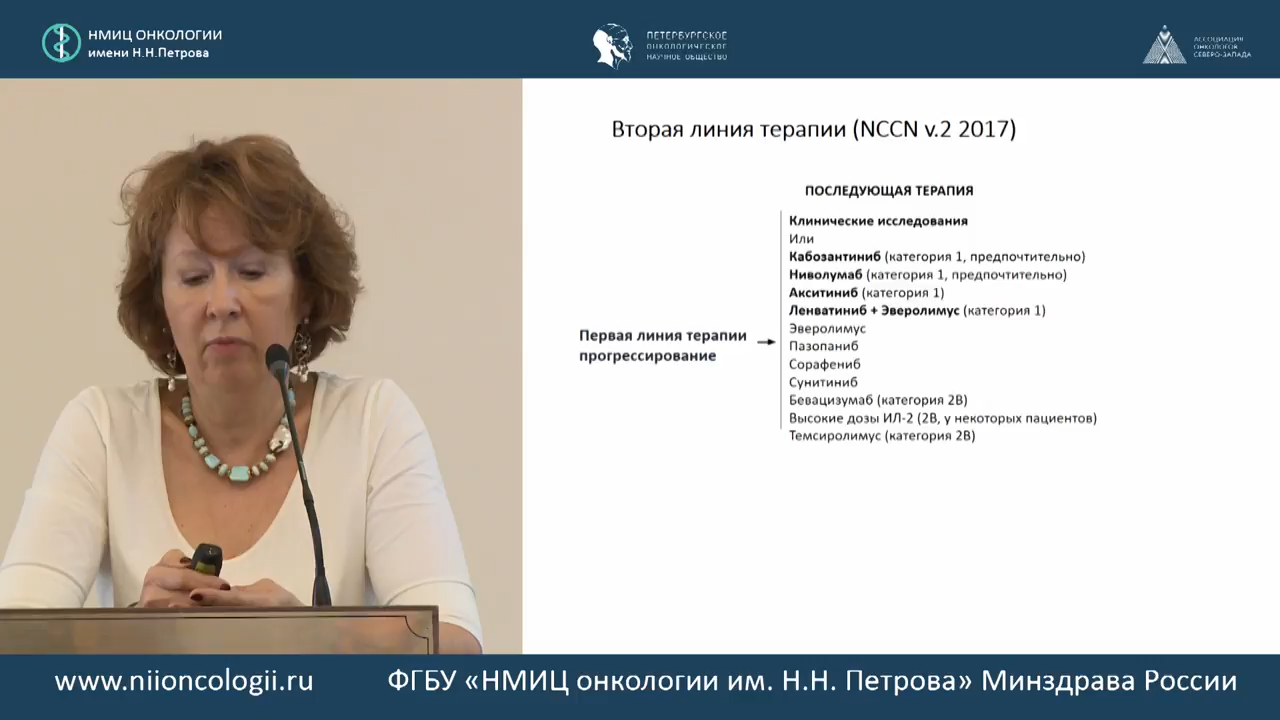 НМИЦ ОНКОЛОГИИ
имени Н.Н.Петрова
ПЕТЕРБУРГСКОЕ
ОНКОЛОГИЧЕСКОЕ
НАУЧНОЕ ОБЩЕСТВО
АССОЦИАЦИЯ
ОНКОЛОГОВ
СЕВЕРО-ЗАПАДА
Вторая линия терапии (NCCN v.2 2017)
ПОСЛЕДУЮЩАЯ ТЕРАПИЯ
Клинические исследования
Или
Кабозантиниб (категория 1, предпочтительно)
Ниволумаб (категория 1, предпочтительно)
Акситиниб (категория 1)
Ленватиниб + Эверолимус (категория 1)
Эверолимус
Пазопаниб
Сорафениб
Сунитиниб
Бевацизумаб (категория 2B)
Высокие дозы ИЛ-2 (2B, у некоторых пациентов)
Темсиролимус (категория 2B)
Первая линия терапии
прогрессирование
www.niioncologii.ru
ФГБУ «НМИЦ онкологии им. Н.Н. Петрова» Минздрава России